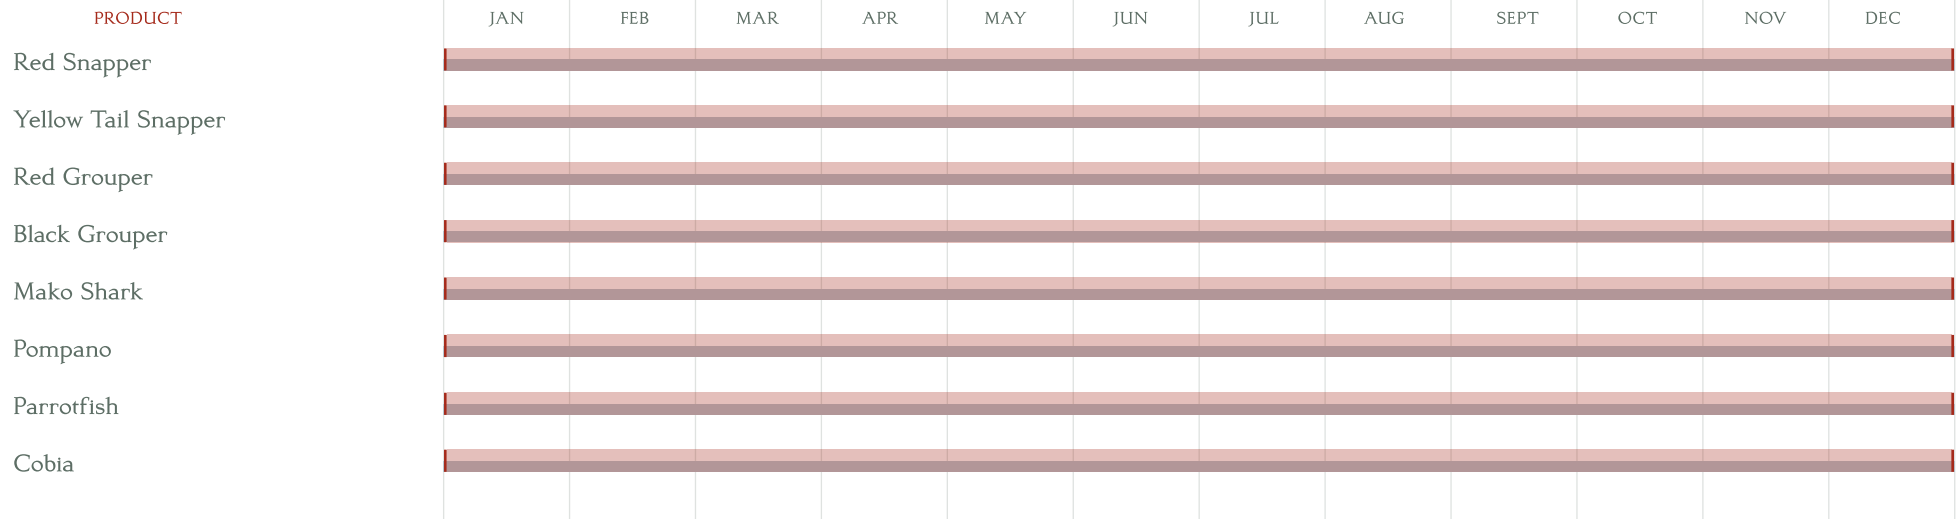 PRODUCT JAN FEB MAR APR MAY JUN JUL AUG SEPT OCT NOV DEC
Red Snapper
Yellow Tail Snapper
Red Grouper
Black Grouper
Mako Shark
Pompano
Parrotfish
Cobia